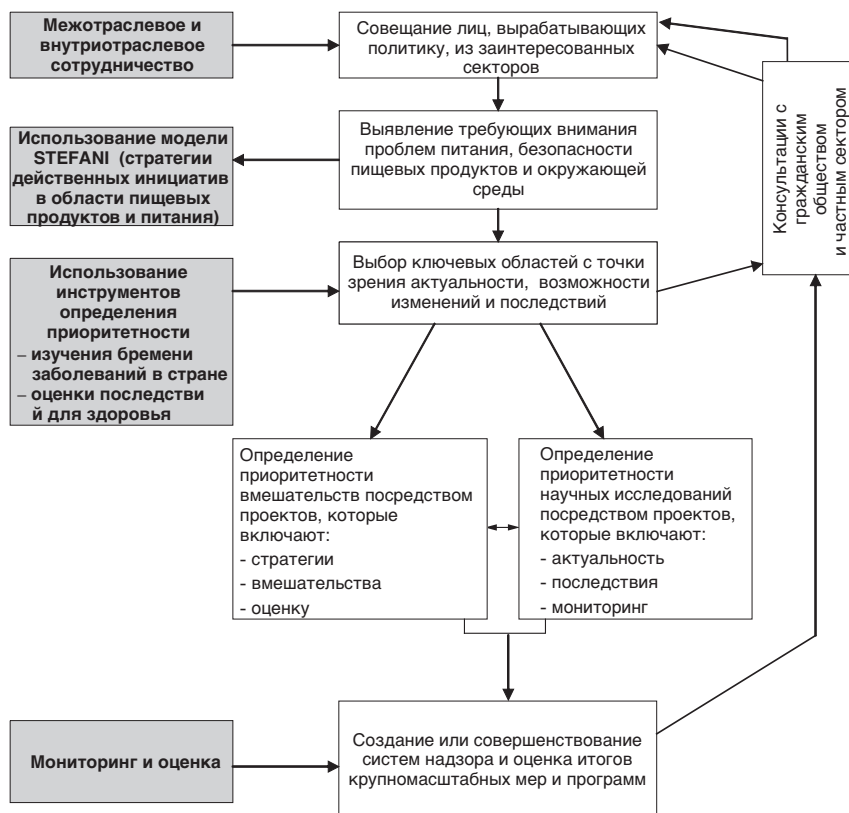 Межотраслевое и
внутриотраслевое
сотрудничество
Совещание лиц, вырабатывающих
политику, из заинтересованных
секторов
Консультации с
гражданским
обществом
и частным сектором
Использование модели
STEFANI (стратегии
действенных инициатив
в области пищевых
продуктов и питания)
Выявление требующих внимания
проблем питания, безопасности
пищевых продуктов и окружающей
среды
Использование
инструментов
определения
приоритетности
– изучения бремени
заболеваний в стране
– оценки последстви
й для здоровья
Выбор ключевых областей с точки
зрения актуальности, возможности
изменений и последствий
Определение
приоритетности
вмешательств посредством
проектов, которые
включают:
- стратегии
- вмешательства
- оценку
Определение
приоритетности
научных исследований
посредством проектов,
которые включают:
- актуальность
- последствия
- мониторинг
Мониторинг и оценка
Создание или совершенствование
систем надзора и оценка итогов
крупномасштабных мер и программ